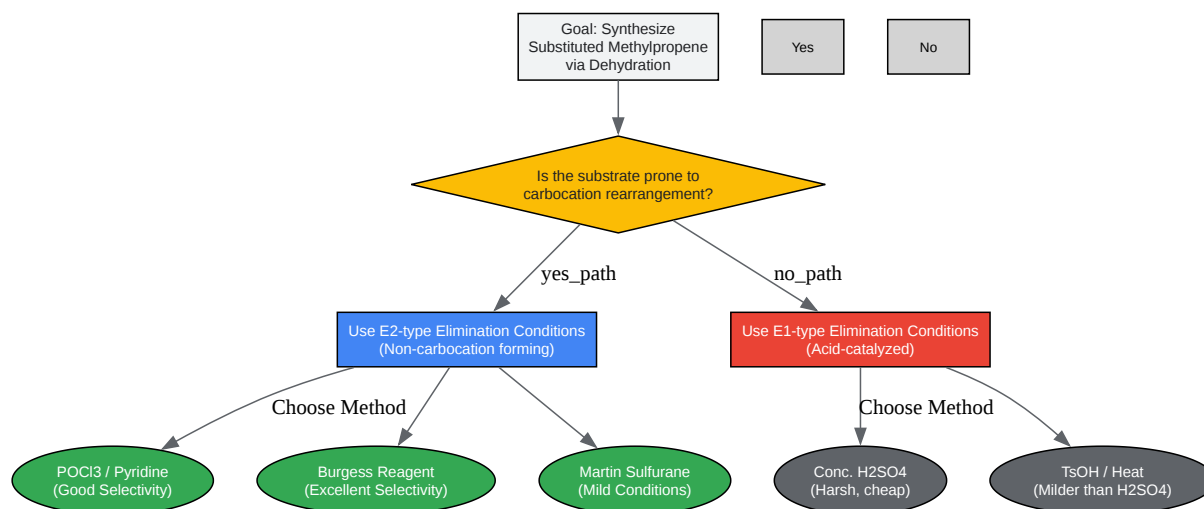 Goal: Synthesize
Substituted Methylpropene
via Dehydration
Yes
No
Is the substrate prone to
carbocation rearrangement?
yes_path
no_path
Use E2-type Elimination Conditions
(Non-carbocation forming)
Use E1-type Elimination Conditions
(Acid-catalyzed)
Choose Method
Choose Method
POCl3 / Pyridine
(Good Selectivity)
Burgess Reagent
(Excellent Selectivity)
Martin Sulfurane
(Mild Conditions)
Conc. H2SO4
(Harsh, cheap)
TsOH / Heat
(Milder than H2SO4)